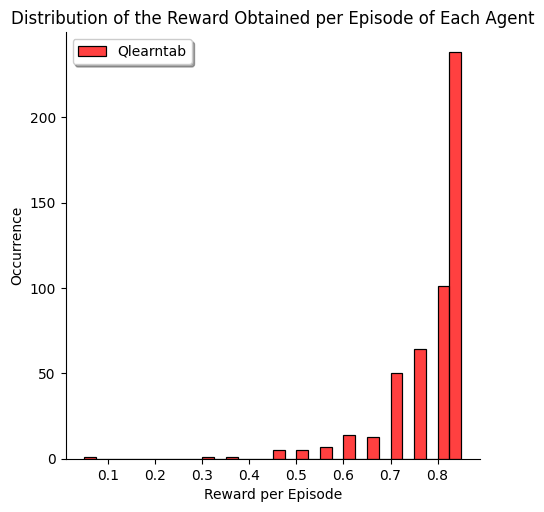 Distribution of the Reward Obtained per Episode of Each Agent
Qlearntab
Occurrence
200
150
100
50
0
0.1 0.2 0.3 0.4 0.5 0.6 0.7 0.8
Reward per Episode